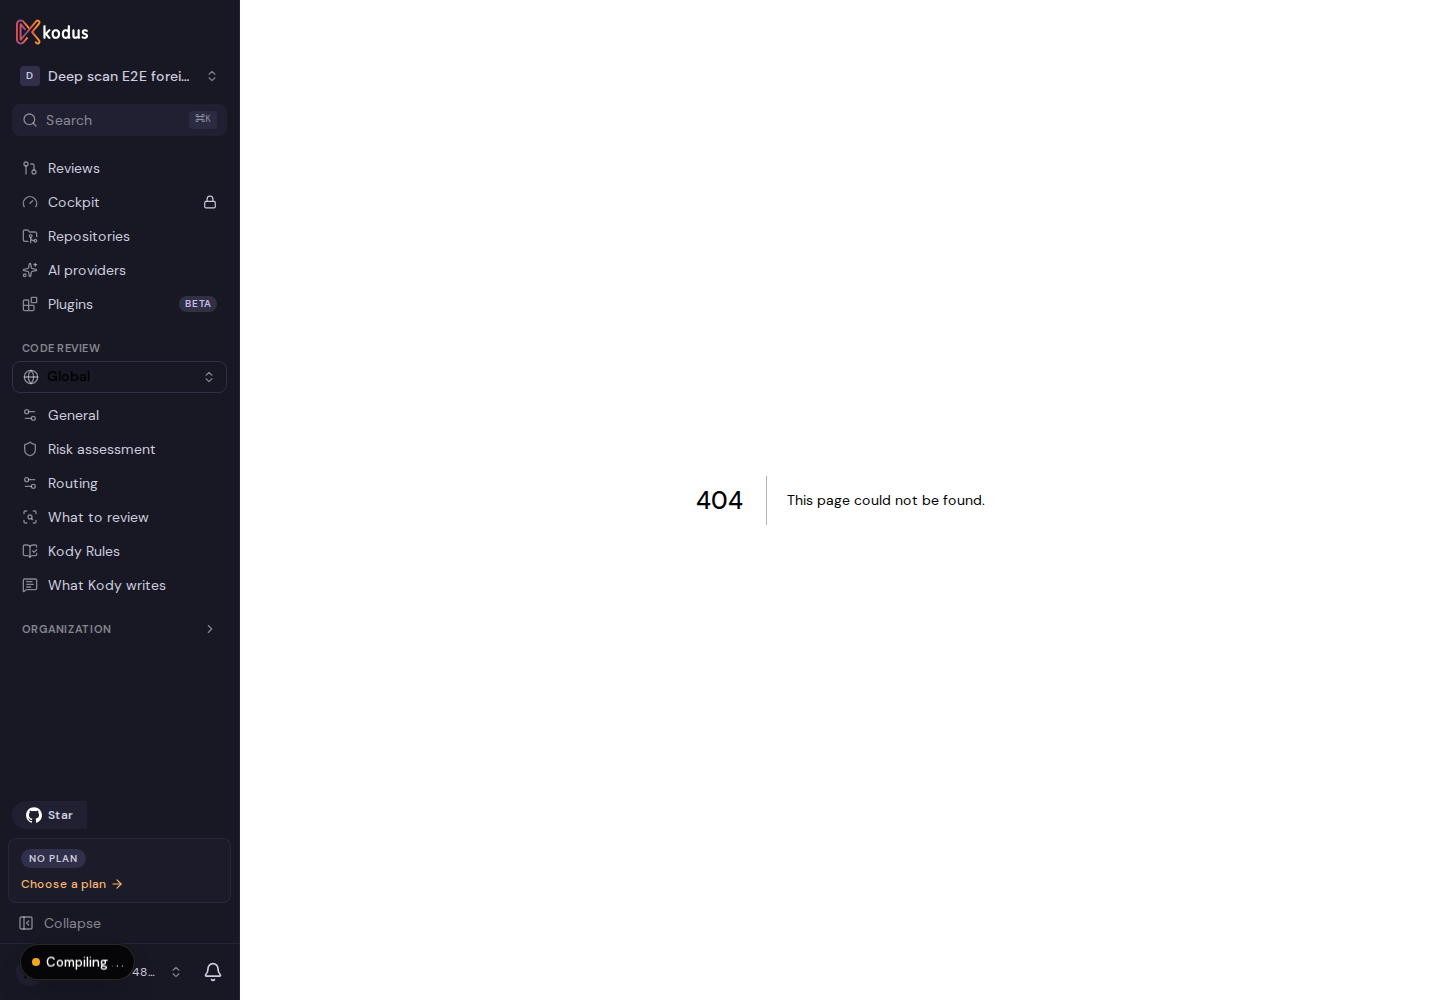 kodus
D
Deep scan E2E forei...
Search
⌘K
Reviews
Cockpit
Repositories
AI providers
Plugins
BETA
CODE REVIEW
Global
General
Risk assessment
Routing
What to review
Kody Rules
What Kody writes
ORGANIZATION
Star
NO PLAN
Choose a plan
Collapse
Compiling ...
48...
404
This page could not be found.